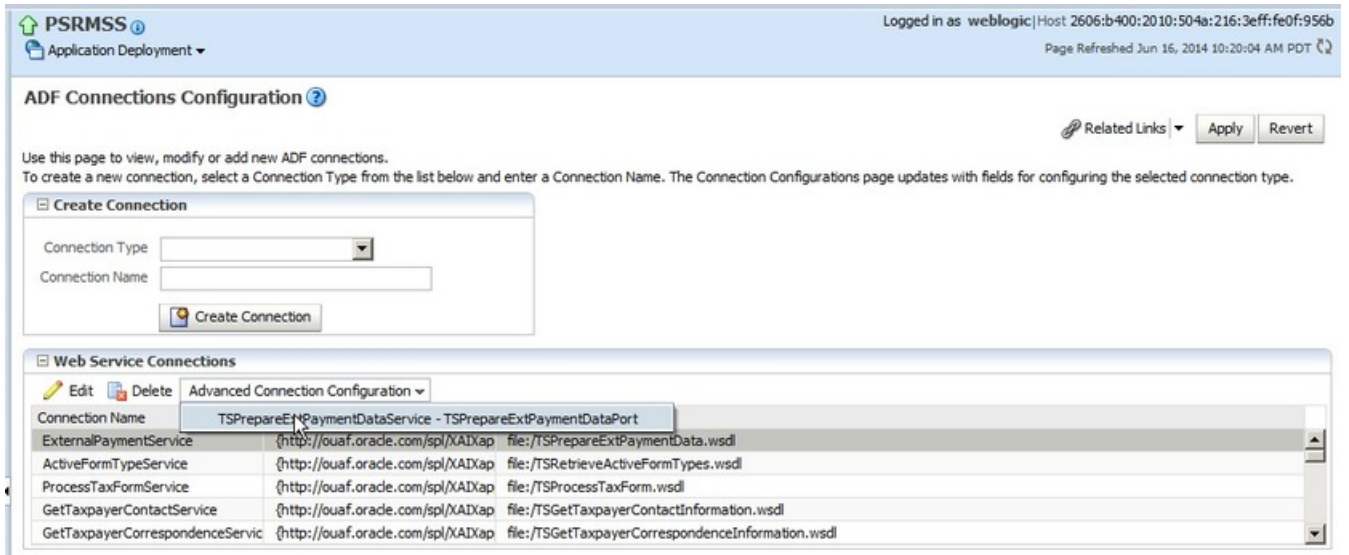 PSRMSS
Logged in as weblogic|Host 2606:b400:2010:504a:216:3eff:fe0f:956b
Application Deployment
Page Refreshed Jun 16, 2014 10:20:04 AM PDT
ADF Connections Configuration
Related Links
Apply
Revert
Use this page to view, modify or add new ADF connections.
To create a new connection, select a Connection Type from the list below and enter a Connection Name. The Connection Configurations page updates with fields for configuring the selected connection type.
Create Connection
Connection Type
Connection Name
Create Connection
Web Service Connections
Edit Delete Advanced Connection Configuration
Connection Name TSPrepareExtPaymentDataService - TSPrepareExtPaymentDataPort
ExternalPaymentService {http://ouaf.oracle.com/spl/XAIXap file:/TSPrepareExtPaymentData.wsdl
ActiveFormTypeService {http://ouaf.oracle.com/spl/XAIXap file:/TSRetrieveActiveFormTypes.wsdl
ProcessTaxFormService {http://ouaf.oracle.com/spl/XAIXap file:/TSProcessTaxForm.wsdl
GetTaxpayerContactService {http://ouaf.oracle.com/spl/XAIXap file:/TSGetTaxpayerContactInformation.wsdl
GetTaxpayerCorrespondenceServic {http://ouaf.oracle.com/spl/XAIXap file:/TSGetTaxpayerCorrespondenceInformation.wsdl